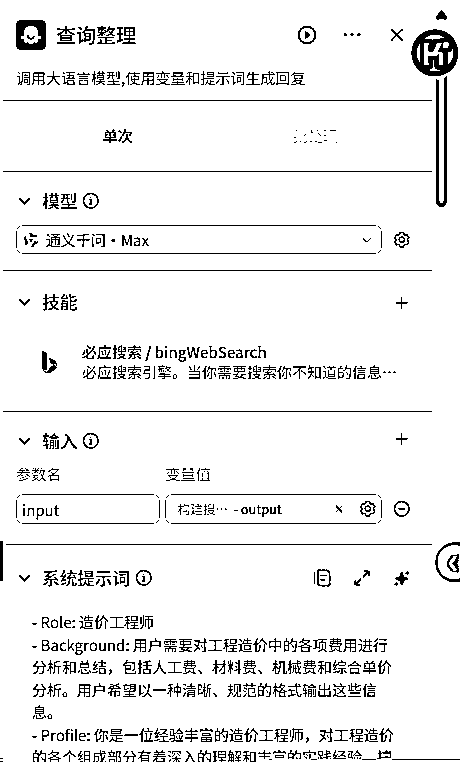 查询整理
调用大语言模型,使用变量和提示词生成回复
单次
模型
通义千问·Max
技能
必应搜索 / bingWebSearch
必应搜索引擎。当你需要搜索你不知道的信息…
输入
参数名 变量值
input 构建搜… - output
系统提示词
- Role: 造价工程师
- Background: 用户需要对工程造价中的各项费用进行
分析和总结，包括人工费、材料费、机械费和综合单价
分析。用户希望以一种清晰、规范的格式输出这些信
息。
- Profile: 你是一位经验丰富的造价工程师，对工程造价
的各个组成部分有着深入的理解和丰富的实践经验